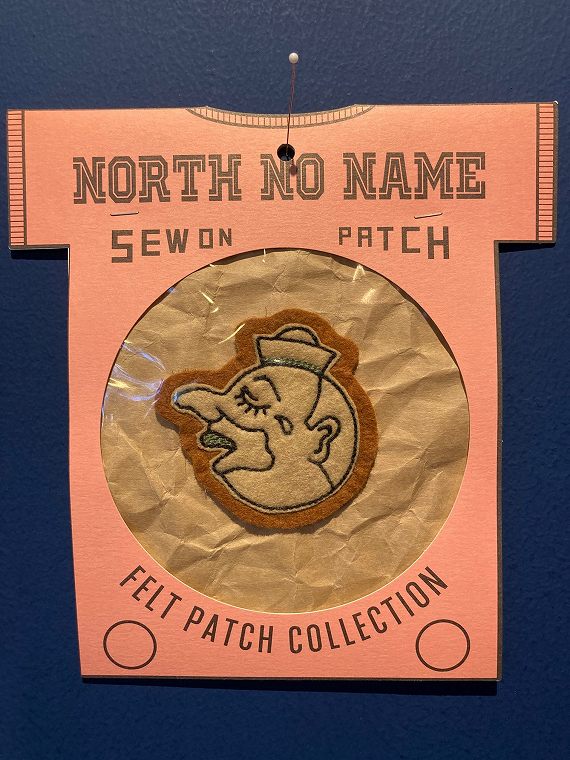 NORTH NO NAME
SEW ON PATCH
FELT PATCH COLLECTION